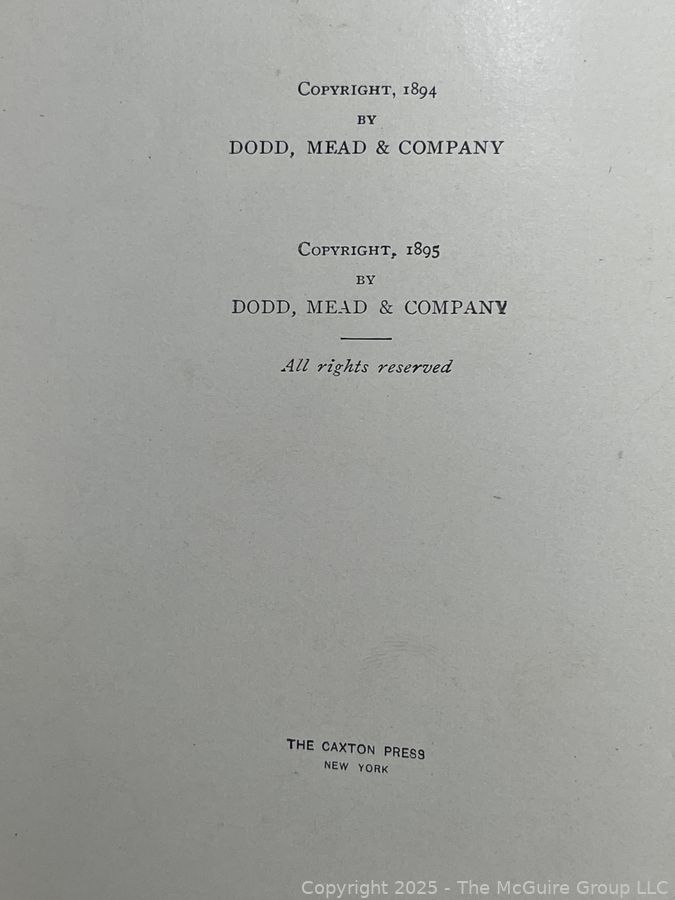 COPYRIGHT, 1894
BY
DODD, MEAD & COMPANY
COPYRIGHT, 1895
BY
DODD, MEAD & COMPANY
All rights reserved
THE CAXTON PRESS
NEW YORK
Copyright 2025 - The McGuire Group LLC